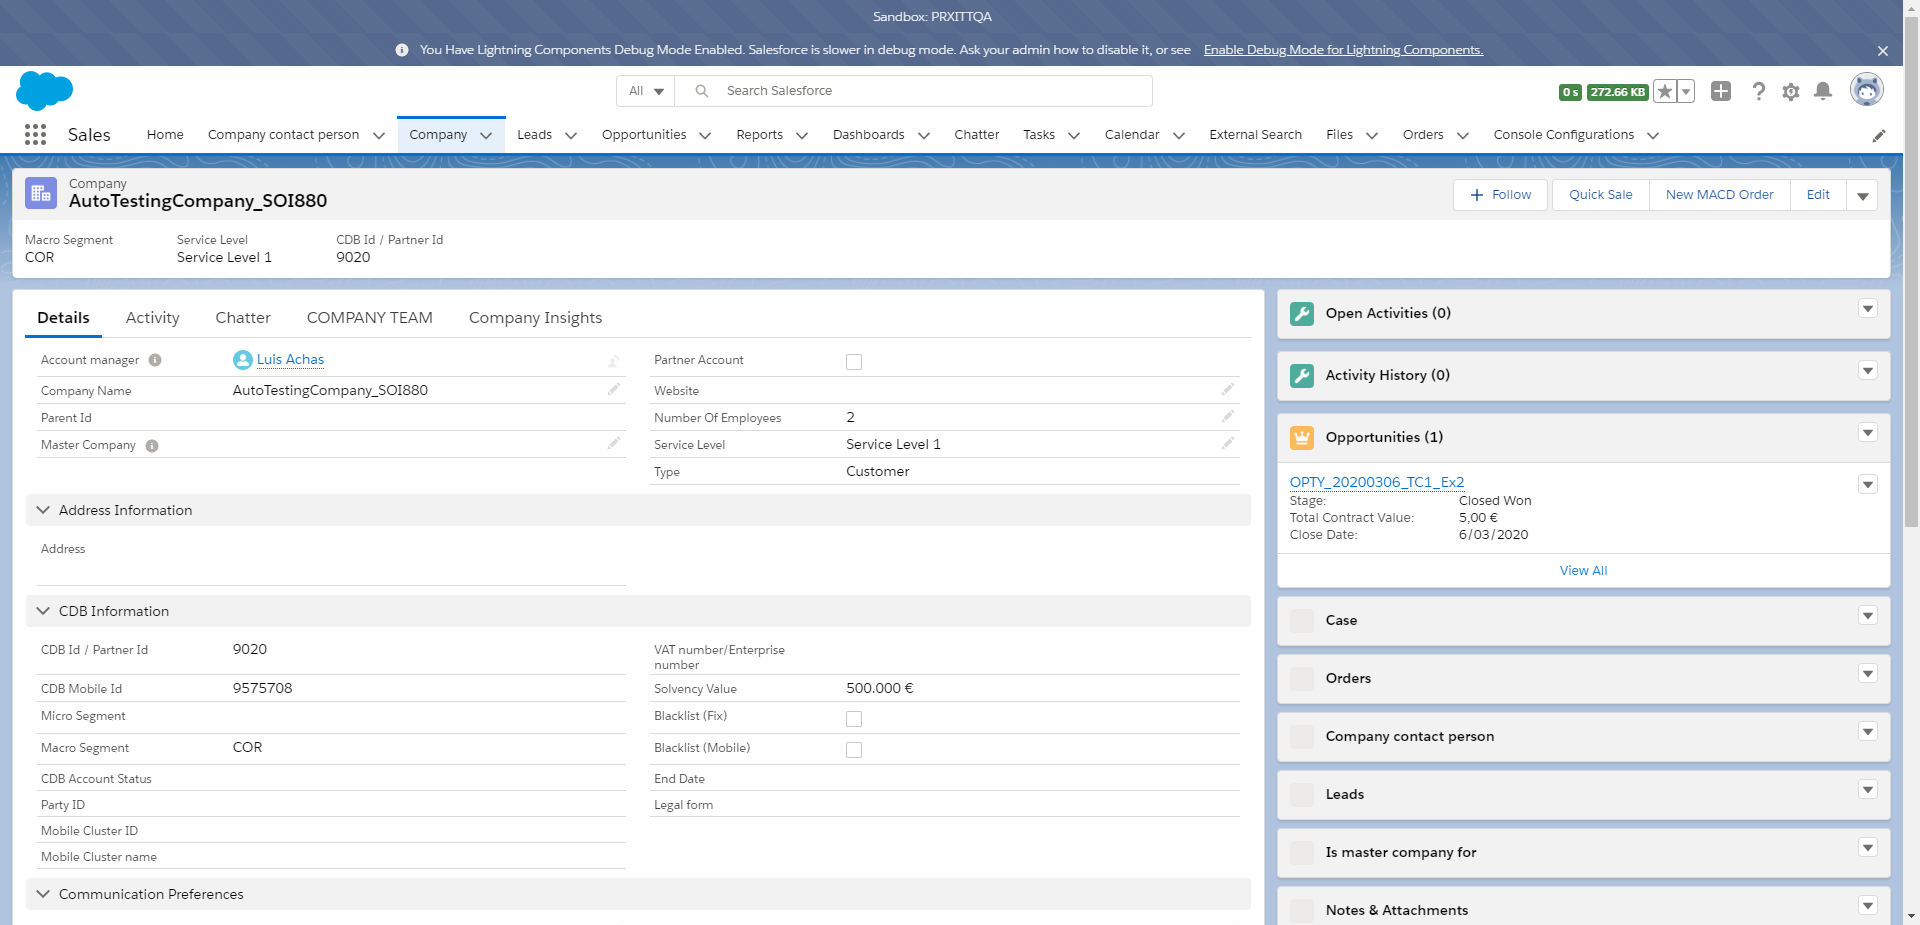 Sandbox: PRXITTQA
You Have Lightning Components Debug Mode Enabled. Salesforce is slower in debug mode. Ask your admin how to disable it, or see Enable Debug Mode for Lightning Components.
All
Search Salesforce
0 s 272.66 KB
Sales Home Company contact person Company Leads Opportunities Reports Dashboards Chatter Tasks Calendar External Search Files Orders Console Configurations
Company
AutoTestingCompany_SOI880
+ Follow Quick Sale New MACD Order Edit
Macro Segment Service Level CDB Id / Partner Id
COR Service Level 1 9020
Details Activity Chatter COMPANY TEAM Company Insights
Account manager Luis Achas
Company Name AutoTestingCompany_SOI880
Parent Id
Master Company
Partner Account
Website
Number Of Employees 2
Service Level Service Level 1
Type Customer
Address Information
Address
CDB Information
CDB Id / Partner Id 9020
CDB Mobile Id 9575708
Micro Segment
Macro Segment COR
CDB Account Status
Party ID
Mobile Cluster ID
Mobile Cluster name
VAT number/Enterprise
number
Solvency Value 500.000 €
Blacklist (Fix)
Blacklist (Mobile)
End Date
Legal form
Communication Preferences
Open Activities (0)
Activity History (0)
Opportunities (1)
OPTY_20200306_TC1_Ex2
Stage: Closed Won
Total Contract Value: 5,00 €
Close Date: 6/03/2020
View All
Case
Orders
Company contact person
Leads
Is master company for
Notes & Attachments